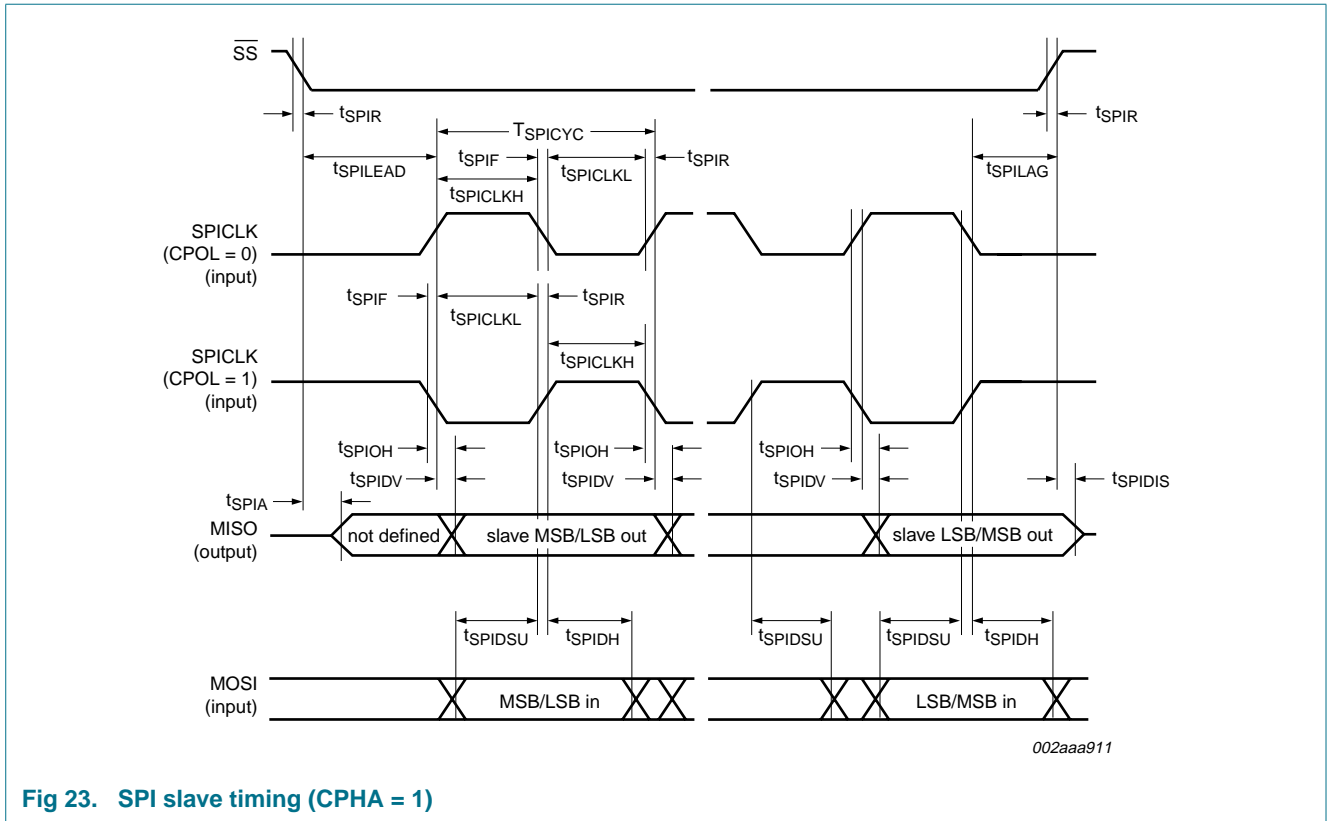 SS
tSPIR
TSPICYC
tSPIR
tSPILEAD
tSPIF
tSPICLKL
tSPIR
tSPILAG
tSPICLKH
SPICLK
(CPOL = 0)
(input)
tSPIF
tSPICLKL
tSPIR
SPICLK
(CPOL = 1)
(input)
tSPICLKH
tSPIOH
tSPIOH
tSPIOH
tSPIDV
tSPIDV
tSPIDV
tSPIDIS
tSPIA
MISO
(output)
not defined
slave MSB/LSB out
slave LSB/MSB out
tSPIDSU
tSPIDH
tSPIDSU
tSPIDSU
tSPIDH
MOSI
(input)
MSB/LSB in
LSB/MSB in
002aaa911
Fig 23. SPI slave timing (CPHA = 1)